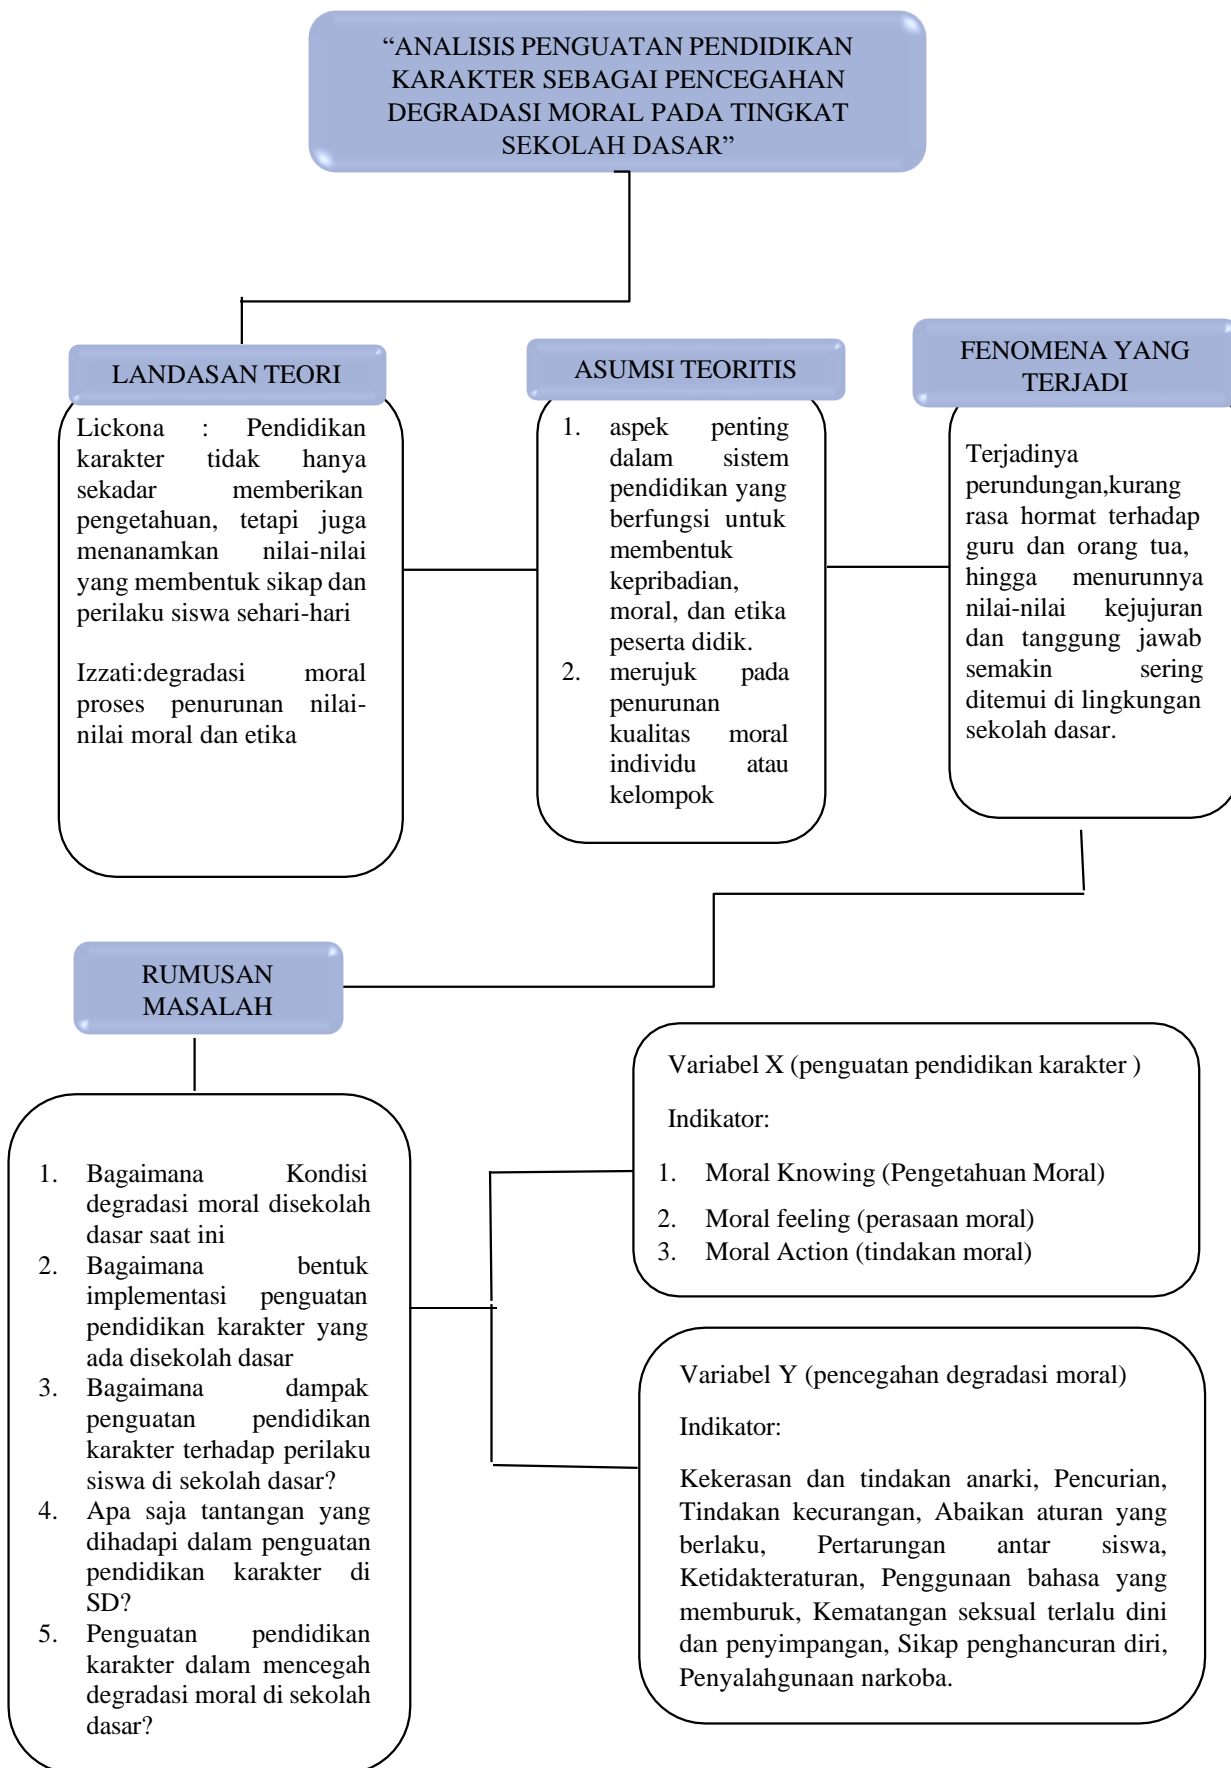 “ANALISIS PENGUATAN PENDIDIKAN
KARAKTER SEBAGAI PENCEGAHAN
DEGRADASI MORAL PADA TINGKAT
SEKOLAH DASAR”
LANDASAN TEORI
Lickona : Pendidikan
karakter tidak hanya
sekadar memberikan
pengetahuan, tetapi juga
menanamkan nilai-nilai
yang membentuk sikap dan
perilaku siswa sehari-hari
Izzati:degradasi moral
proses penurunan nilai-
nilai moral dan etika
ASUMSI TEORITIS
1. aspek penting
dalam sistem
pendidikan yang
berfungsi untuk
membentuk
kepribadian,
moral, dan etika
peserta didik.
2. merujuk pada
penurunan
kualitas moral
individu atau
kelompok
FENOMENA YANG
TERJADI
Terjadinya
perundungan,kurang
rasa hormat terhadap
guru dan orang tua,
hingga menurunnya
nilai-nilai kejujuran
dan tanggung jawab
semakin sering
ditemui di lingkungan
sekolah dasar.
RUMUSAN
MASALAH
1. Bagaimana Kondisi
degradasi moral disekolah
dasar saat ini
2. Bagaimana bentuk
implementasi penguatan
pendidikan karakter yang
ada disekolah dasar
3. Bagaimana dampak
penguatan pendidikan
karakter terhadap perilaku
siswa di sekolah dasar?
4. Apa saja tantangan yang
dihadapi dalam penguatan
pendidikan karakter di
SD?
5. Penguatan pendidikan
karakter dalam mencegah
degradasi moral di sekolah
dasar?
Variabel X (penguatan pendidikan karakter )
Indikator:
1. Moral Knowing (Pengetahuan Moral)
2. Moral feeling (perasaan moral)
3. Moral Action (tindakan moral)
Variabel Y (pencegahan degradasi moral)
Indikator:
Kekerasan dan tindakan anarki, Pencurian,
Tindakan kecurangan, Abaikan aturan yang
berlaku, Pertarungan antar siswa,
Ketidakteraturan, Penggunaan bahasa yang
memburuk, Kematangan seksual terlalu dini
dan penyimpangan, Sikap penghancuran diri,
Penyalahgunaan narkoba.